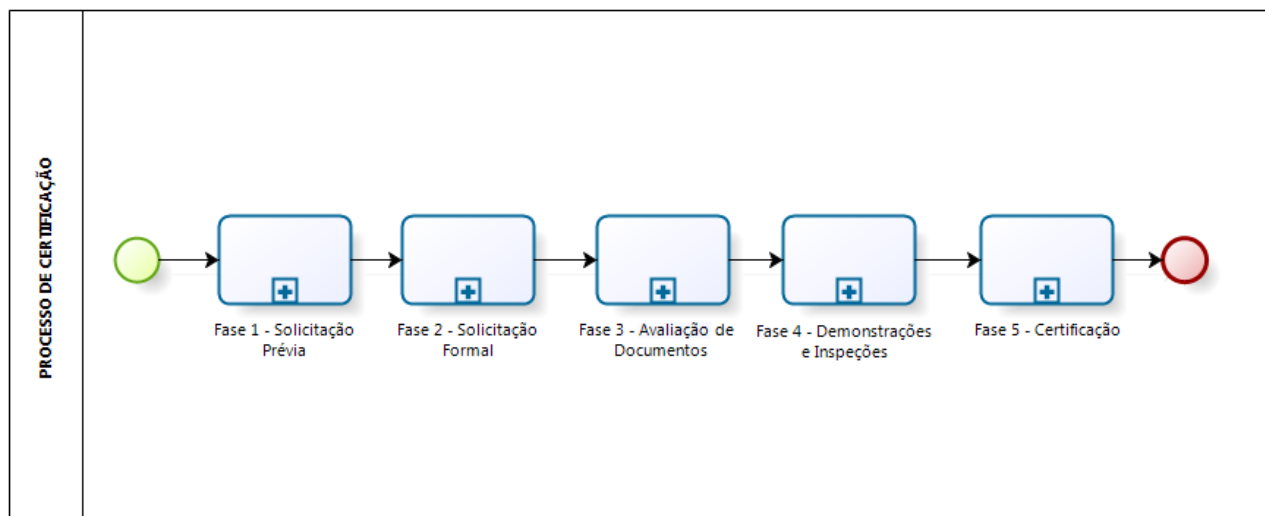 PROCESSO DE CERTIFICAÇÃO
Fase 1 - Solicitação
Prévia
Fase 2 - Solicitação
Formal
Fase 3 - Avaliação de
Documentos
Fase 4 - Demonstrações
e Inspeções
Fase 5 - Certificação